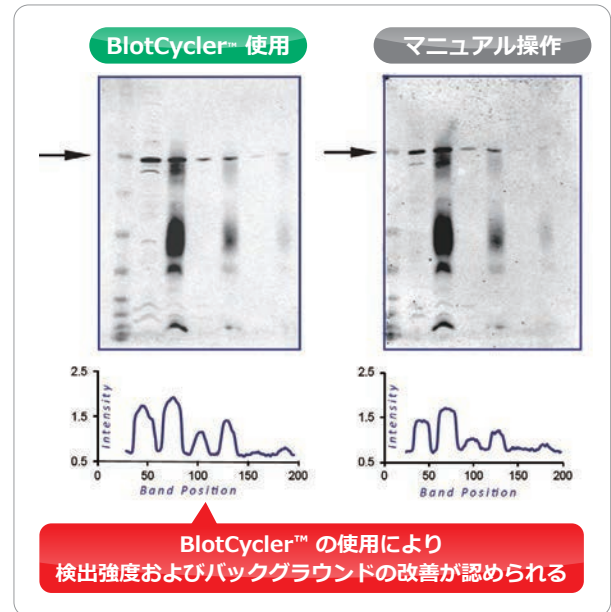 BlotCycler™ 使用
マニュアル操作
2.5
1.5
0.5
Intensity
0
50
100
150
200
Band Position
2.5
1.5
0.5
Intensity
0
50
100
150
200
Band Position
BlotCycler™ の使用により
検出強度およびバックグラウンドの改善が認められる